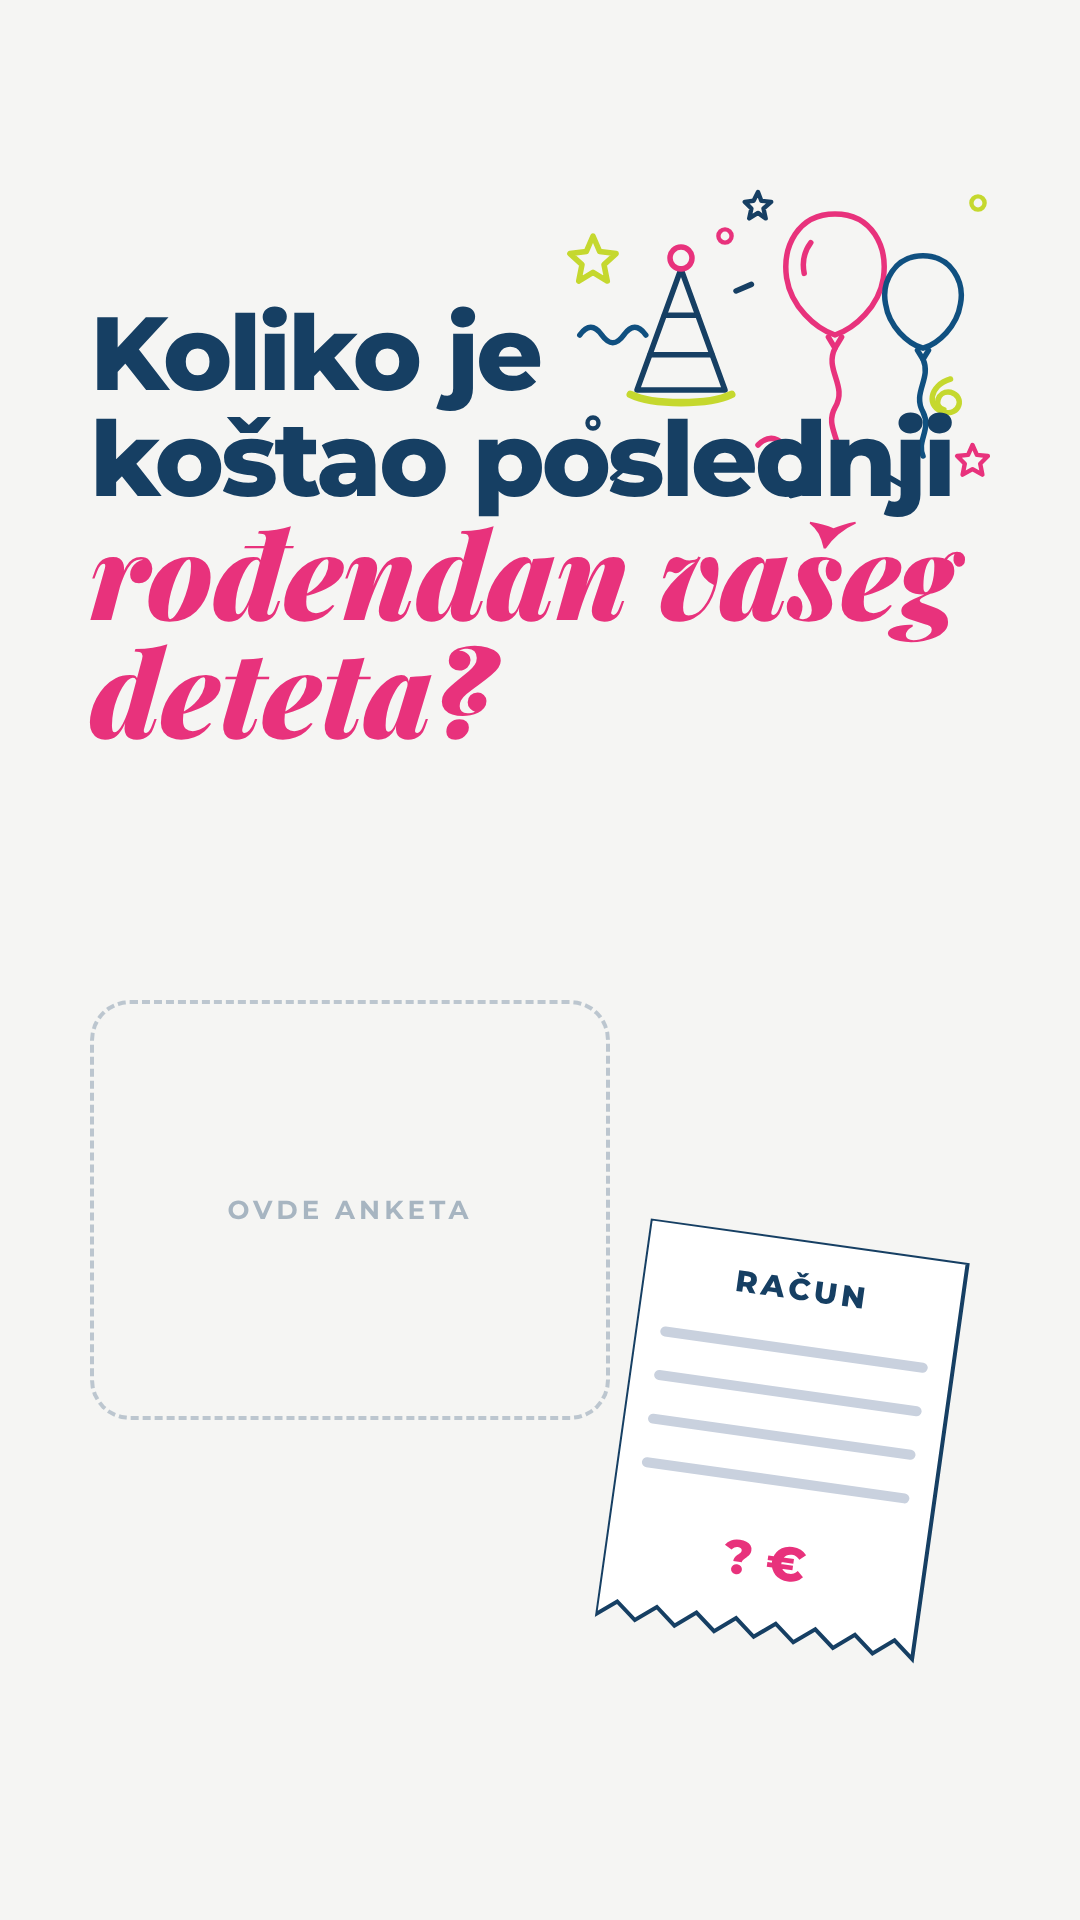 Koliko je
koštao poslednji
rođendan vašeg
deteta?
OVDE ANKETA
RAČUN
? €